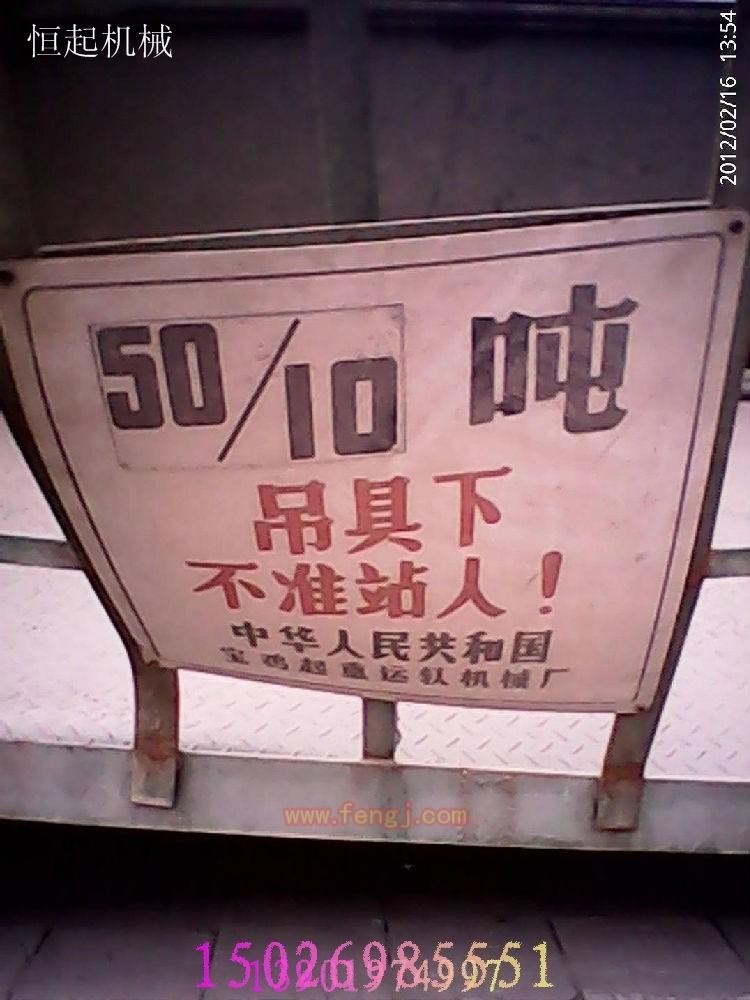 恒起机械
2012/02/16 13:54
50/10 吨
吊具下
不准站人!
中华人民共和国
宝鸡起重运输机械厂
www.fengj.com
15026985551